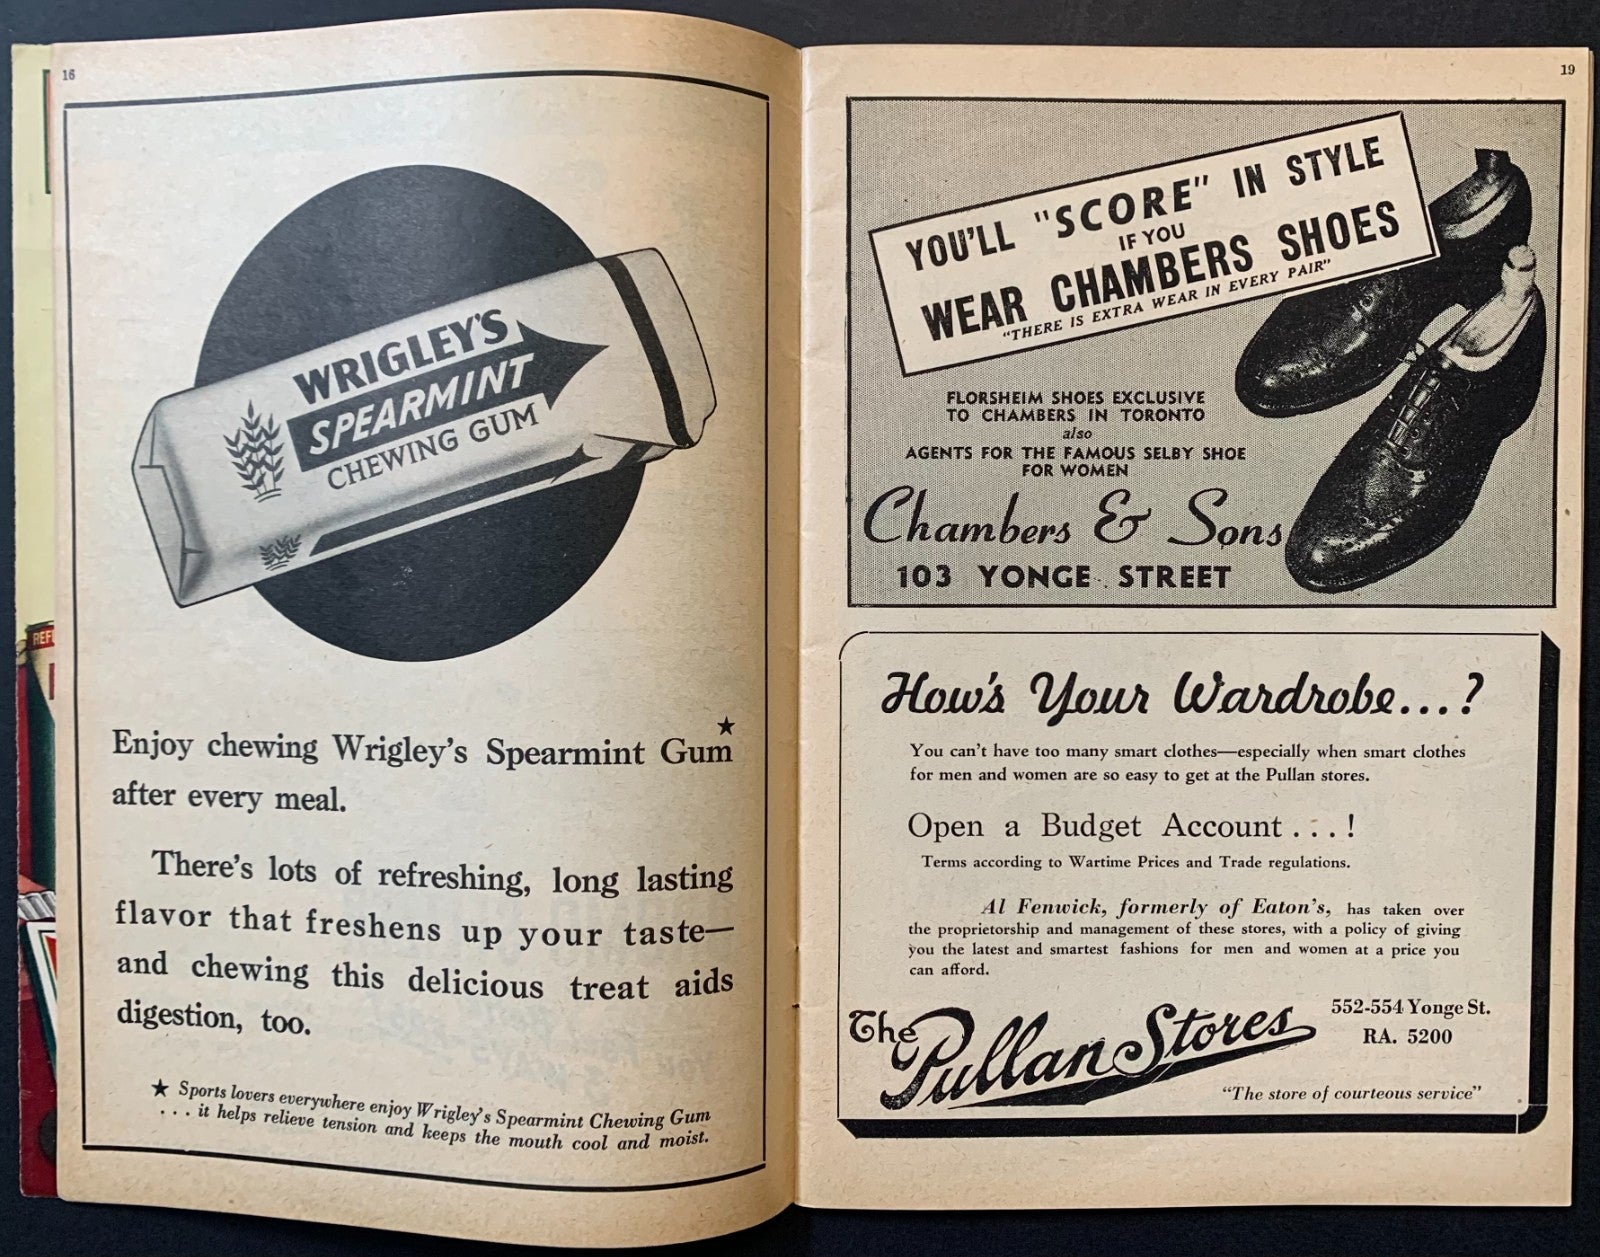 16
WRIGLEY'S
SPEARMINT
CHEWING GUM
Enjoy chewing Wrigley's Spearmint Gum★
after every meal.
There's lots of refreshing, long lasting
flavor that freshens up your taste—
and chewing this delicious treat aids
digestion, too.
★ Sports lovers everywhere enjoy Wrigley's Spearmint Chewing Gum
. . . it helps relieve tension and keeps the mouth cool and moist.
19
YOU'LL "SCORE" IN STYLE
IF YOU
WEAR CHAMBERS SHOES
"THERE IS EXTRA WEAR IN EVERY PAIR"
FLORSHEIM SHOES EXCLUSIVE
TO CHAMBERS IN TORONTO
also
AGENTS FOR THE FAMOUS SELBY SHOE
FOR WOMEN
Chambers & Sons
103 YONGE STREET
How's Your Wardrobe...?
You can't have too many smart clothes—especially when smart clothes
for men and women are so easy to get at the Pullan stores.
Open a Budget Account . . . !
Terms according to Wartime Prices and Trade regulations.
Al Fenwick, formerly of Eaton's, has taken over
the proprietorship and management of these stores, with a policy of giving
you the latest and smartest fashions for men and women at a price you
can afford.
The Pullan Stores
552-554 Yonge St.
RA. 5200
"The store of courteous service"